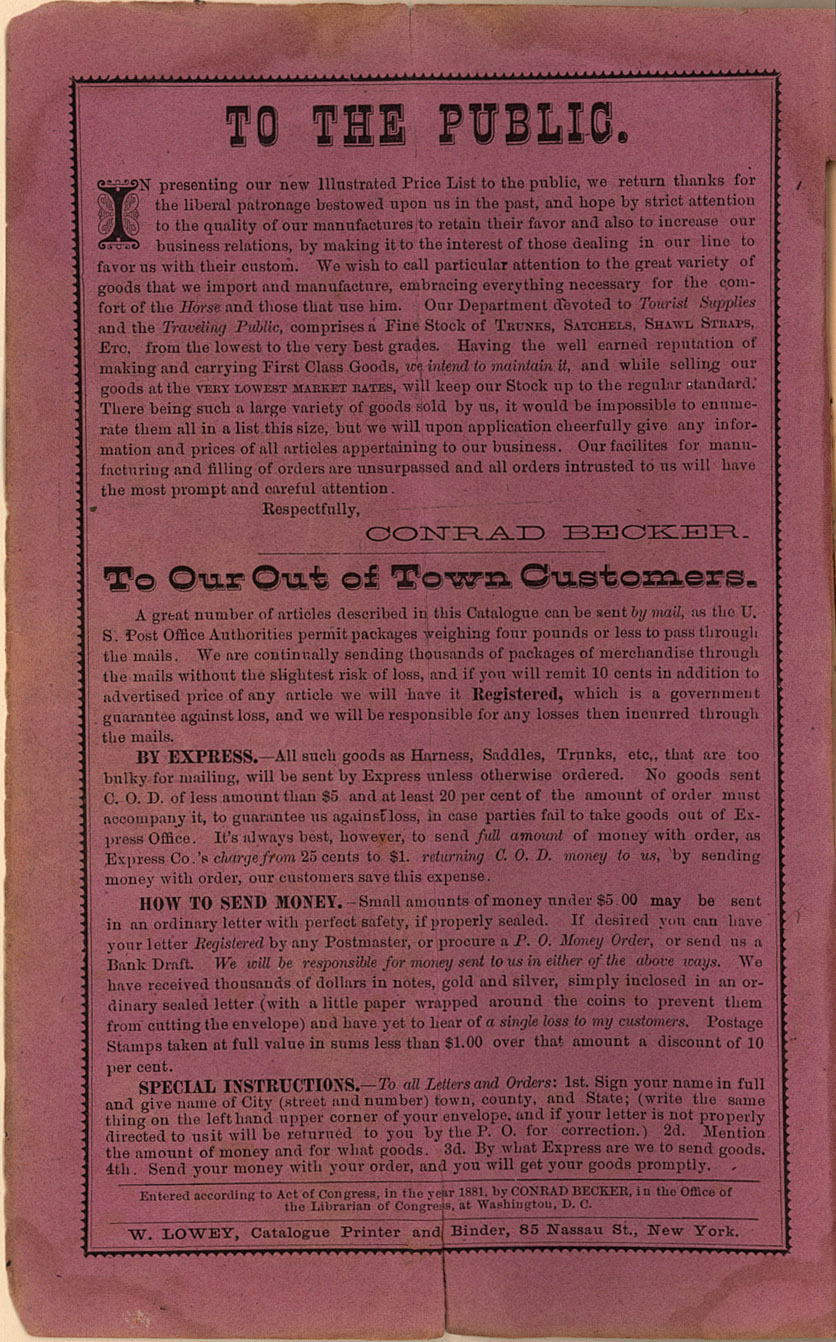 TO THE PUBLIC.
IN presenting our new Illustrated Price List to the public, we return thanks for
the liberal patronage bestowed upon us in the past, and hope by strict attention
to the quality of our manufactures to retain their favor and also to increase our
business relations, by making it to the interest of those dealing in our line to
favor us with their custom. We wish to call particular attention to the great variety of
goods that we import and manufacture, embracing everything necessary for the com-
fort of the Horse and those that use him. Our Department devoted to Tourist Supplies
and the Traveling Public, comprises a Fine Stock of TRUNKS, SATCHELS, SHAWL STRAPS,
ETC. from the lowest to the very best grades. Having the well earned reputation of
making and carrying First Class Goods, we intend to maintain it, and while selling our
goods at the VERY LOWEST MARKET RATES, will keep our Stock up to the regular standard.
There being such a large variety of goods sold by us, it would be impossible to enume-
rate them all in a list this size, but we will upon application cheerfully give any infor-
mation and prices of all articles appertaining to our business. Our facilites for manu-
facturing and filling of orders are unsurpassed and all orders intrusted to us will have
the most prompt and careful attention.
Respectfully,
CONRAD BECKER.
To Our Out of Town Customers.
A great number of articles described in this Catalogue can be sent by mail, as the U.
S. Post Office Authorities permit packages weighing four pounds or less to pass through
the mails. We are continually sending thousands of packages of merchandise through
the mails without the slightest risk of loss, and if you will remit 10 cents in addition to
advertised price of any article we will have it Registered, which is a government
guarantee against loss, and we will be responsible for any losses then incurred through
the mails.
BY EXPRESS.—All such goods as Harness, Saddles, Trunks, etc,, that are too
bulky for mailing, will be sent by Express unless otherwise ordered. No goods sent
C. O. D. of less amount than $5 and at least 20 per cent of the amount of order must
accompany it, to guarantee us against loss, in case parties fail to take goods out of Ex-
press Office. It's always best, however, to send full amount of money with order, as
Express Co.'s charge from 25 cents to $1. returning C. O. D. money to us, by sending
money with order, our customers save this expense.
HOW TO SEND MONEY.—Small amounts of money under $5 00 may be sent
in an ordinary letter with perfect safety, if properly sealed. If desired you can have
your letter Registered by any Postmaster, or procure a P. O. Money Order, or send us a
Bank Draft. We will be responsible for money sent to us in either of the above ways. We
have received thousands of dollars in notes, gold and silver, simply inclosed in an or-
dinary sealed letter (with a little paper wrapped around the coins to prevent them
from cutting the envelope) and have yet to hear of a single loss to my customers. Postage
Stamps taken at full value in sums less than $1.00 over that amount a discount of 10
per cent.
SPECIAL INSTRUCTIONS.—To all Letters and Orders: 1st. Sign your name in full
and give name of City (street and number) town, county, and State; (write the same
thing on the left hand upper corner of your envelope, and if your letter is not properly
directed to us it will be returned to you by the P. O. for correction.) 2d. Mention
the amount of money and for what goods. 3d. By what Express are we to send goods.
4th. Send your money with your order, and you will get your goods promptly.
Entered according to Act of Congress, in the year 1881, by CONRAD BECKER, in the Office of
the Librarian of Congress, at Washington, D. C.
W. LOWEY, Catalogue Printer and Binder, 85 Nassau St., New York.